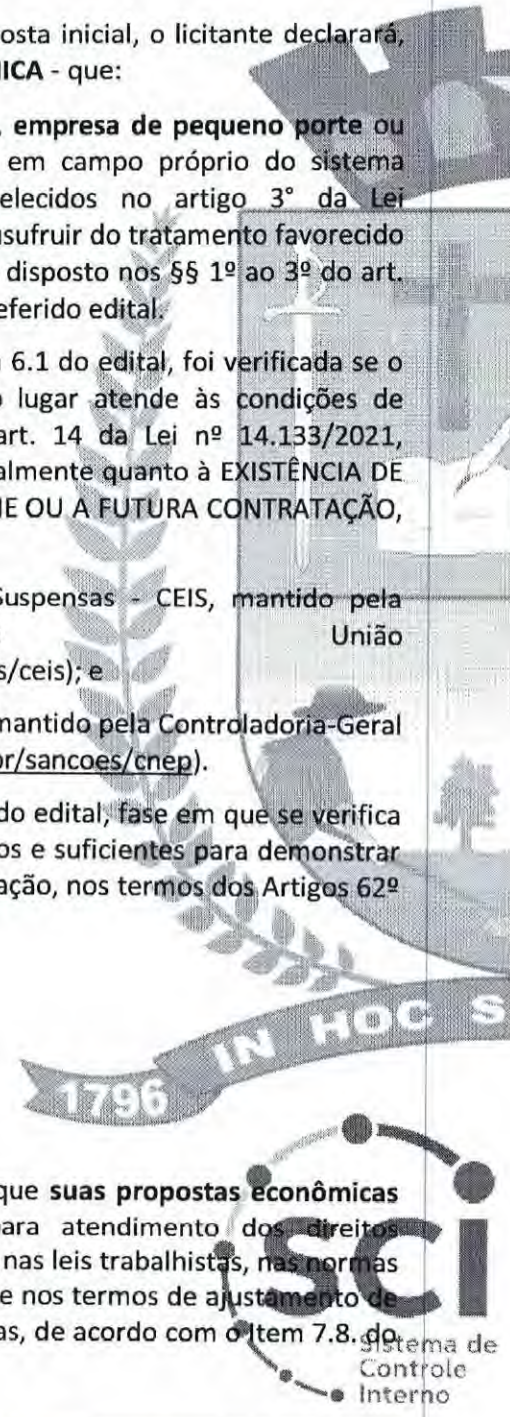 osta inicial, o licitante declarará,
NICA - que:
, empresa de pequeno porte ou
em campo próprio do sistema
elecidos no artigo 3° da Lei
usufruir do tratamento favorecido
disposto nos §§ 1º ao 3º do art.
eferido edital.
6.1 do edital, foi verificada se o
lugar atende às condições de
art. 14 da Lei nº 14.133/2021,
almente quanto à EXISTÊNCIA DE
E OU A FUTURA CONTRATAÇÃO,
Suspensas - CEIS, mantido pela
União
s/ceis); e
mantido pela Controladoria-Geral
or/sancoes/cnep).
do edital, fase em que se verifica
os e suficientes para demonstrar
ação, nos termos dos Artigos 62º
IN HOC S
1796
que suas propostas econômicas
para atendimento dos direitos
nas leis trabalhistas, nas normas
e nos termos de ajustamento de
as, de acordo com o Item 7.8. do
SCI
Sistema de
Controle
Interno